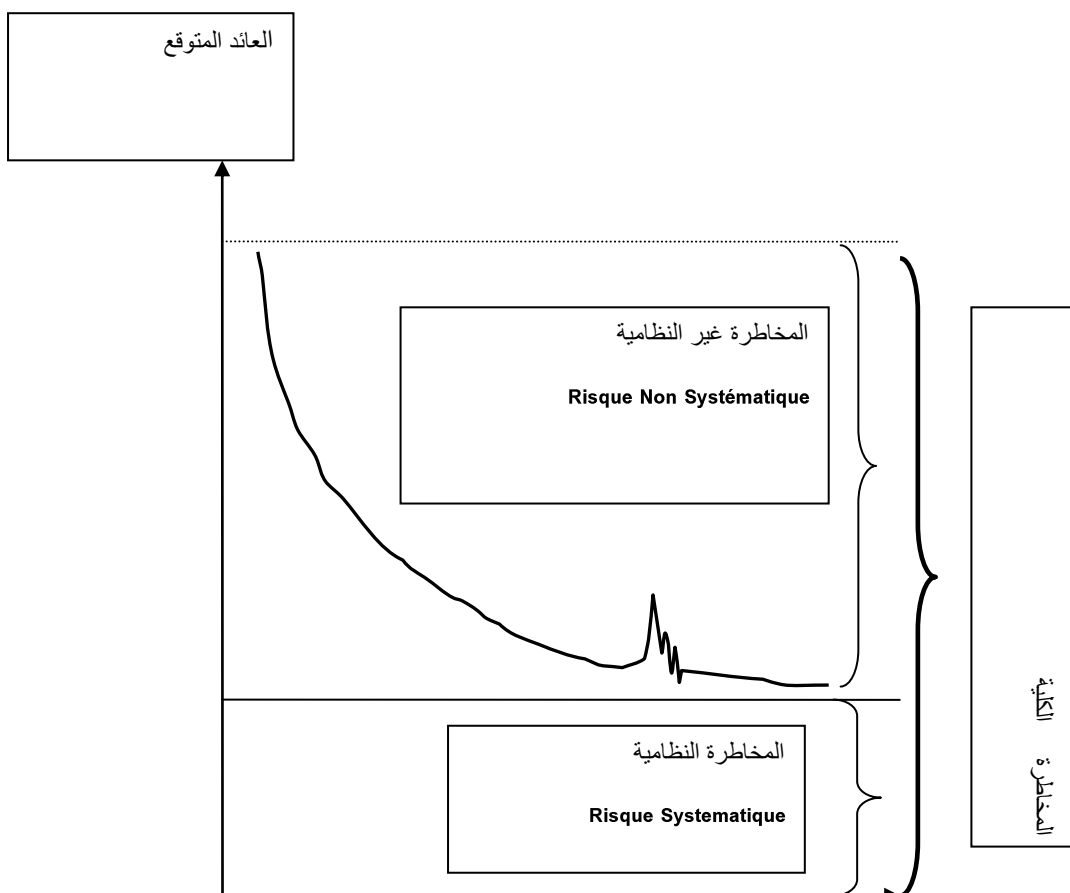 العائد المتوقع
المخاطرة غير النظامية
Risque Non Systématique
المخاطرة الكلية
المخاطرة النظامية
Risque Systematique